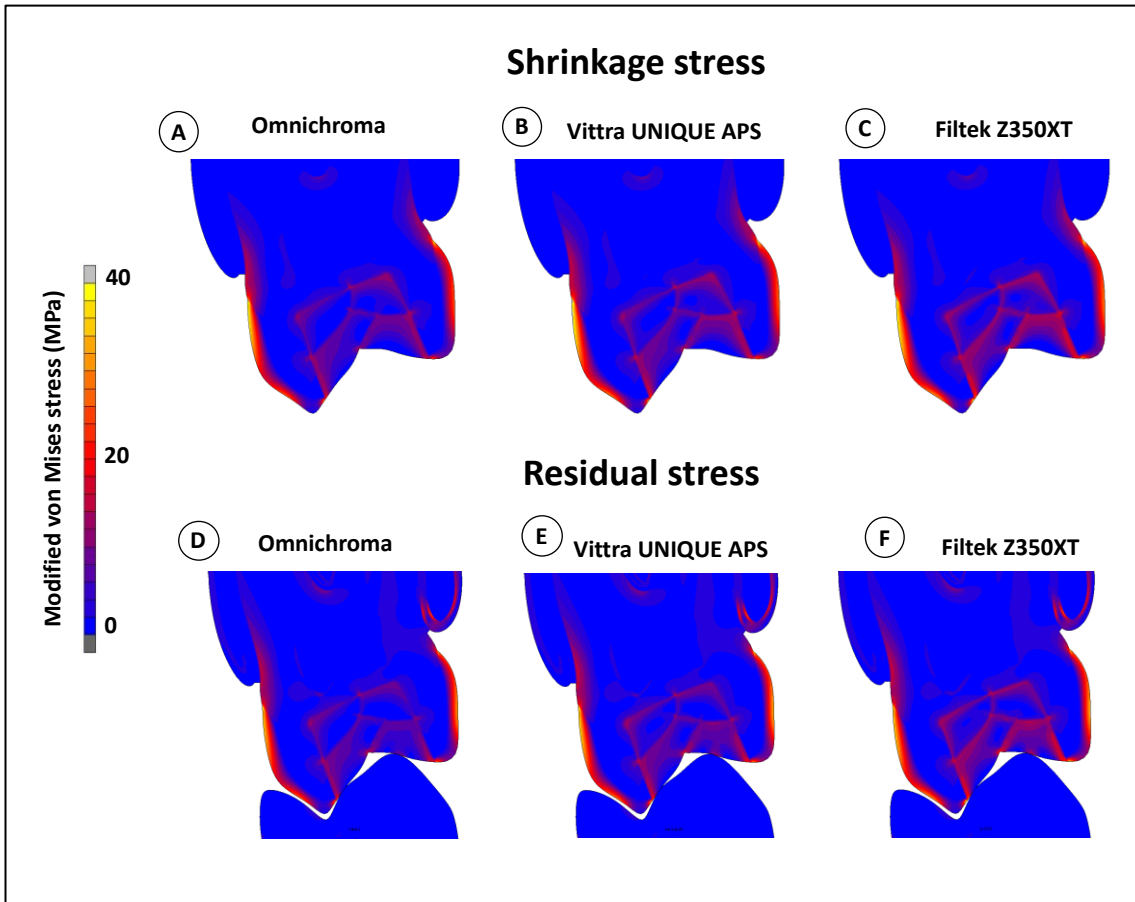 Shrinkage stress
A
Omnichroma
B
Vittra UNIQUE APS
C
Filtek Z350XT
Modified von Mises stress (MPa)
40
20
0
Residual stress
D
Omnichroma
E
Vittra UNIQUE APS
F
Filtek Z350XT